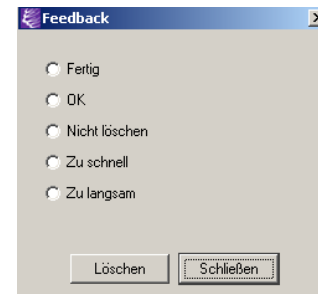 Feedback
Fertig
OK
Nicht löschen
Zu schnell
Zu langsam
Löschen Schließen